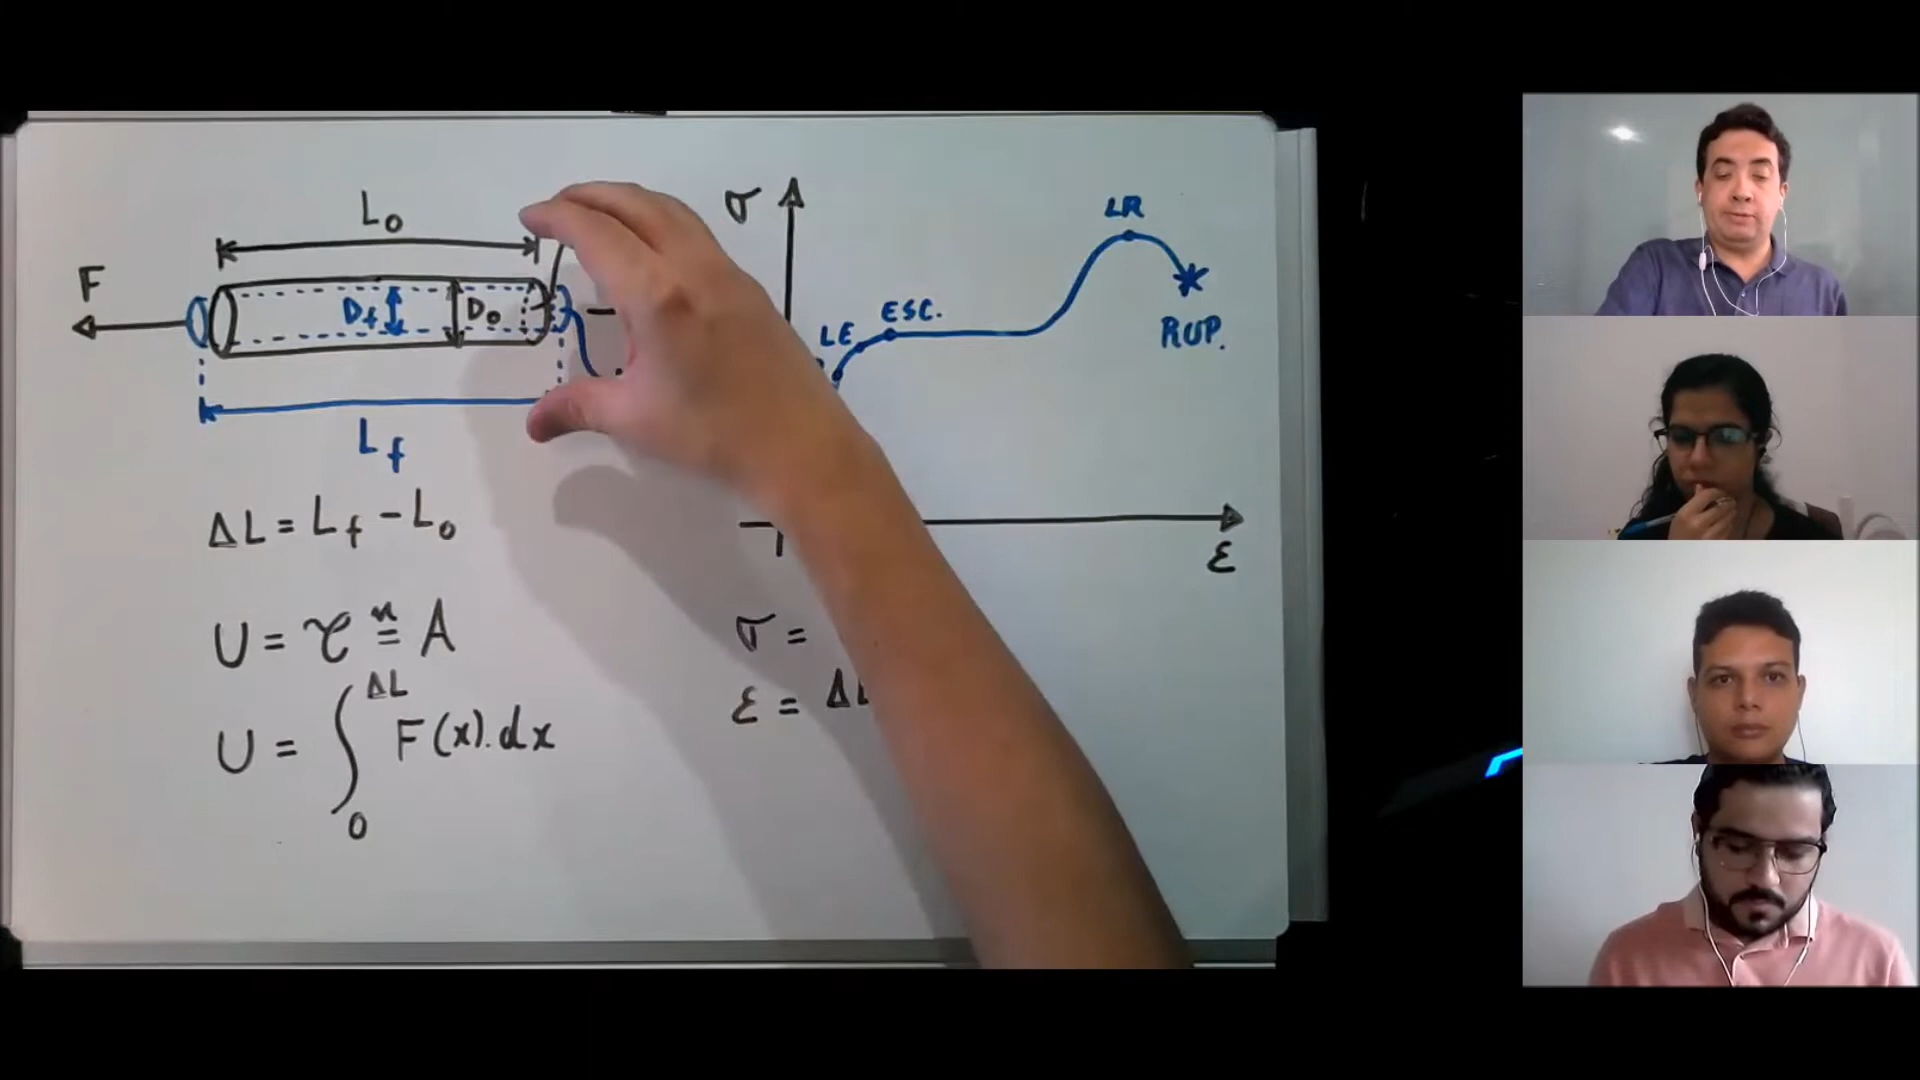 L₀
F
D_f
D₀
L_f
ΔL = L_f - L₀
U = τ ≝ A
U = ∫₀^ΔL F(x).dx
σ
LR
ESC.
LE
RUP.
ε
σ =
ε =